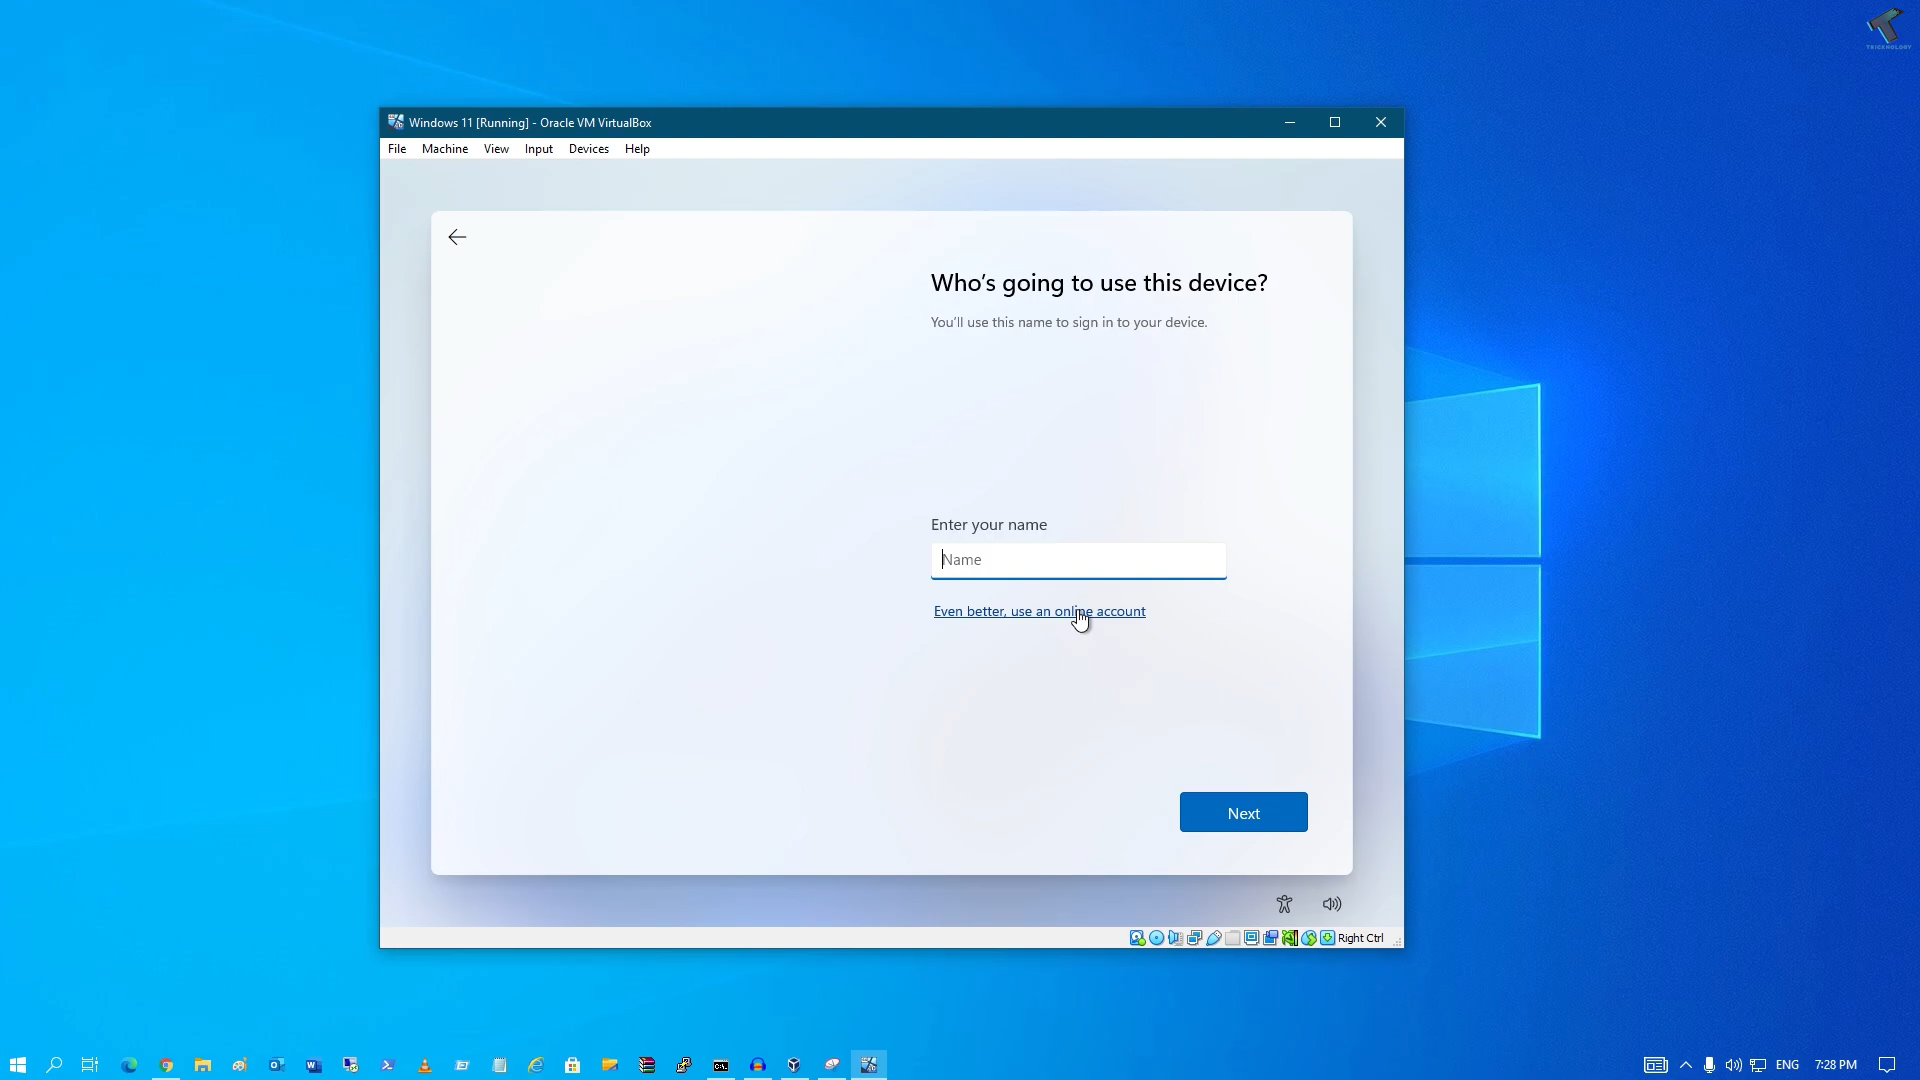 TRICKNOLOGY
Windows 11 [Running] - Oracle VM VirtualBox
File Machine View Input Devices Help
Who's going to use this device?
You'll use this name to sign in to your device.
Enter your name
Name
Even better, use an online account
Next
Right Ctrl
ENG 7:28 PM